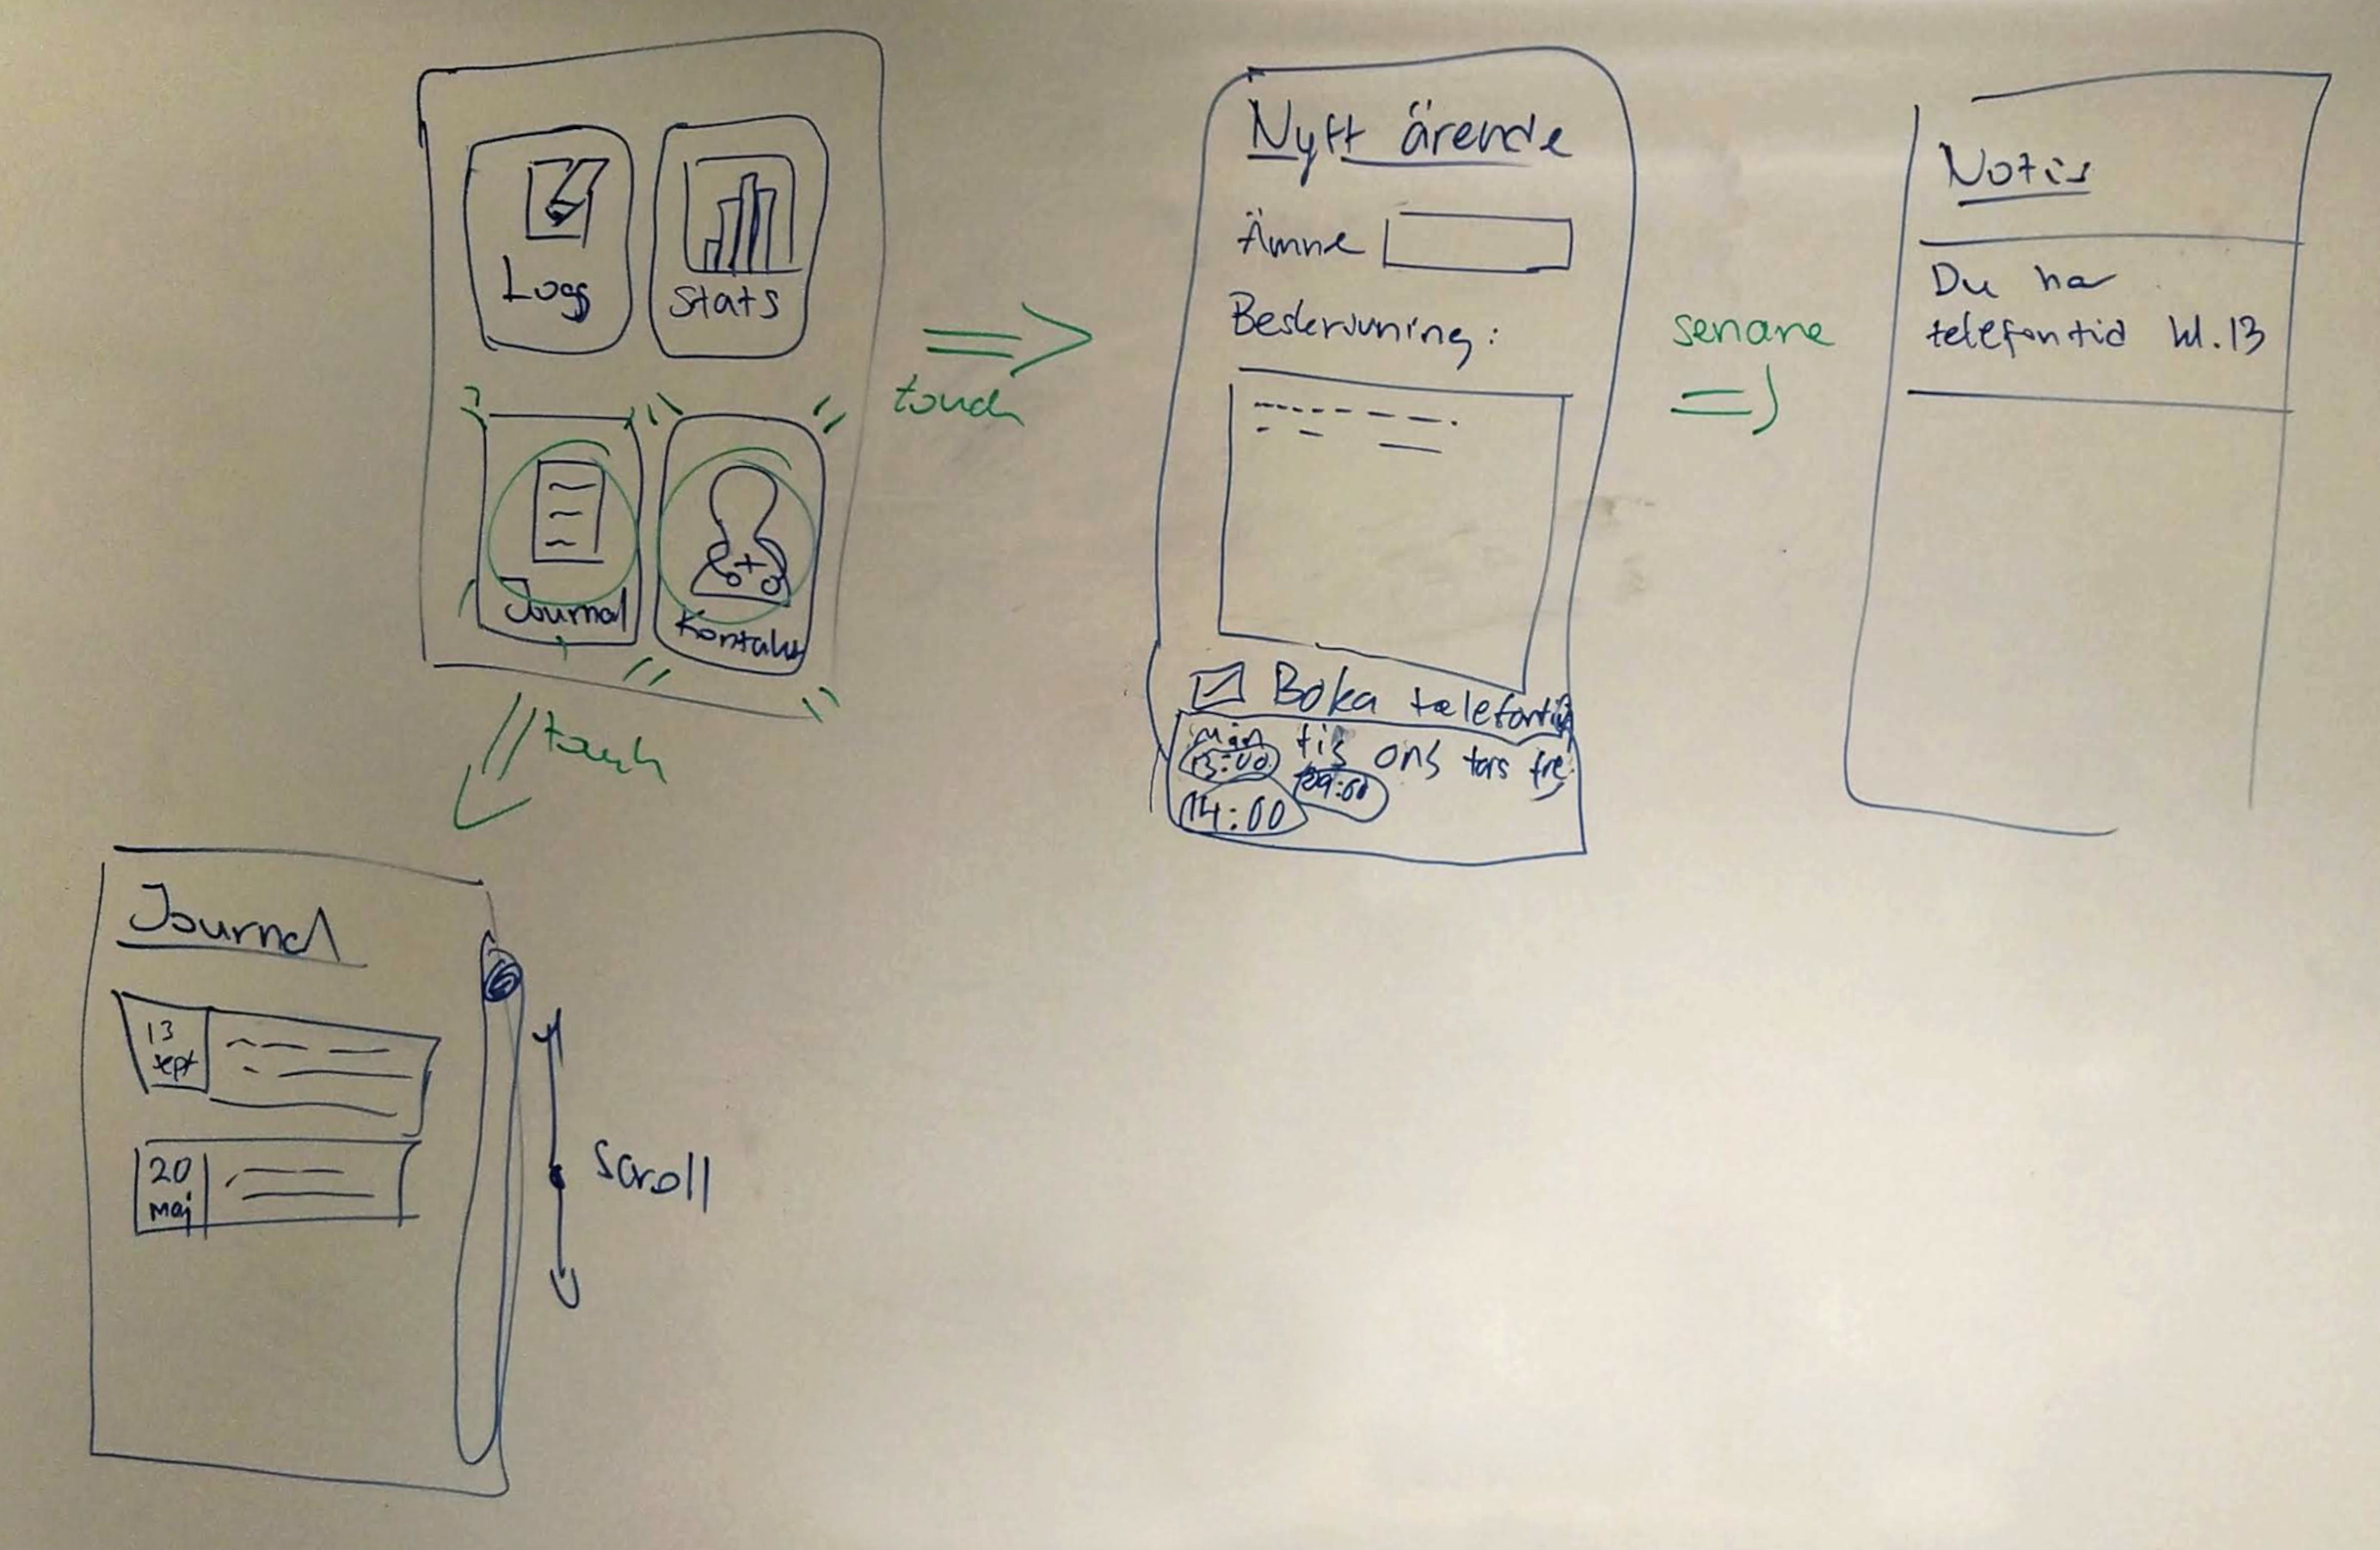 Logs
Stats
Journal
Kontakt
touch
touch
Nytt ärende
Ämne
Beskrivning:
Boka telefontid
mån tis ons tors fre
13:00
09:00
14:00
senare
Notis
Du har
telefontid kl.13
Journal
13
sept
20
maj
scroll